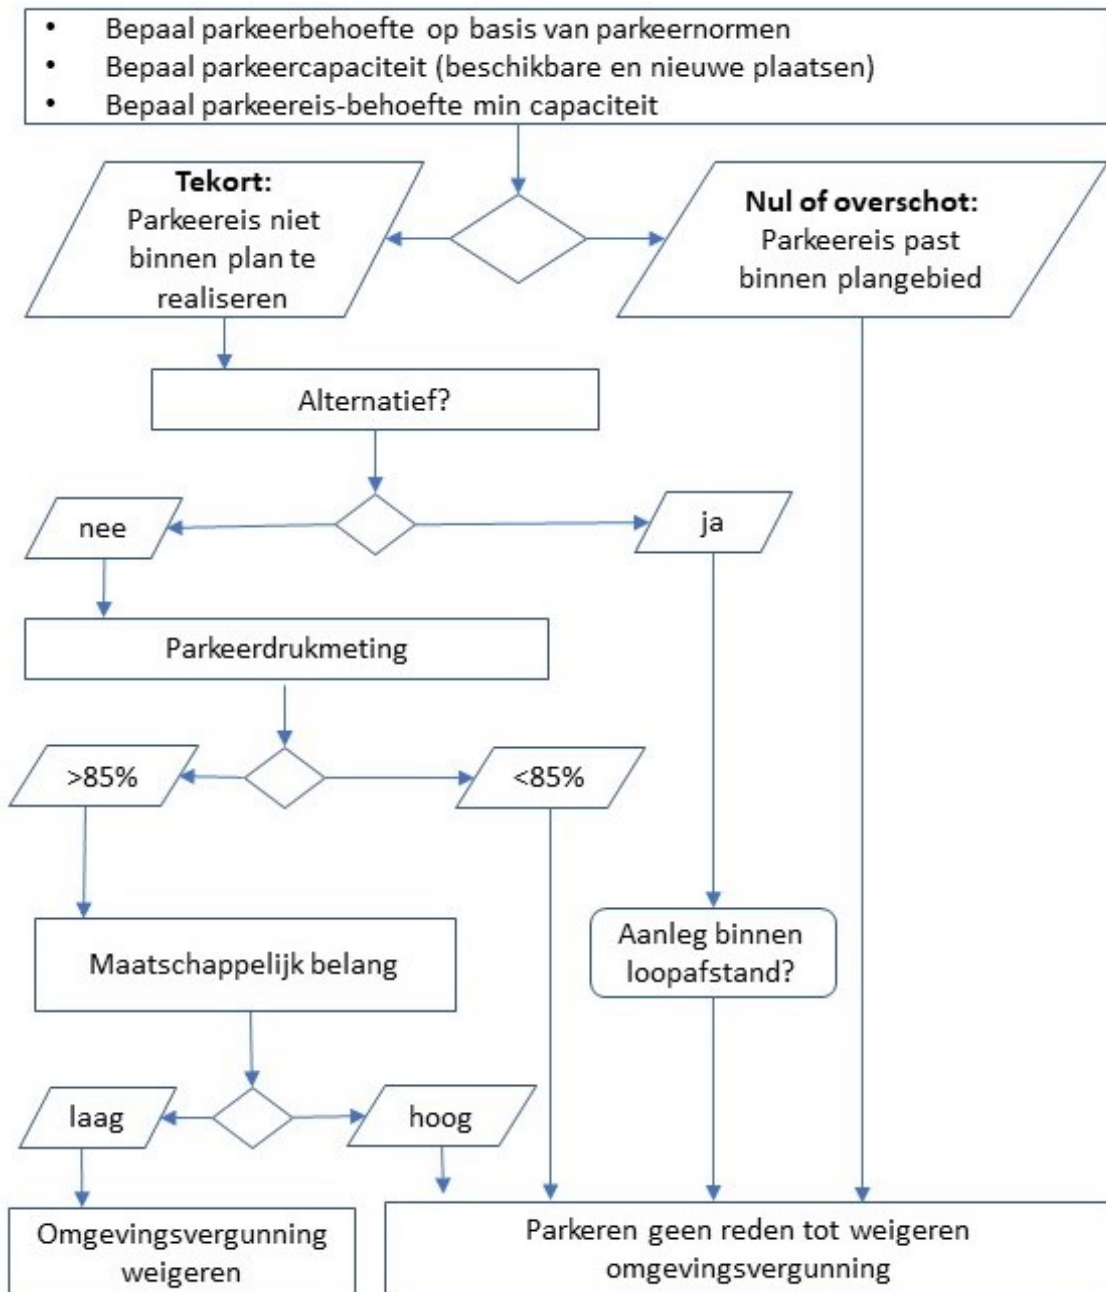 • Bepaal parkeerbehoefte op basis van parkeernormen
• Bepaal parkeercapaciteit (beschikbare en nieuwe plaatsen)
• Bepaal parkeereis-behoefte min capaciteit
Tekort:
Parkeereis niet
binnen plan te
realiseren
Nul of overschot:
Parkeereis past
binnen plangebied
Alternatief?
nee
ja
Parkeerdrukmeting
>85%
<85%
Maatschappelijk belang
Aanleg binnen
loopafstand?
laag
hoog
Omgevingsvergunning
weigeren
Parkeren geen reden tot weigeren
omgevingsvergunning